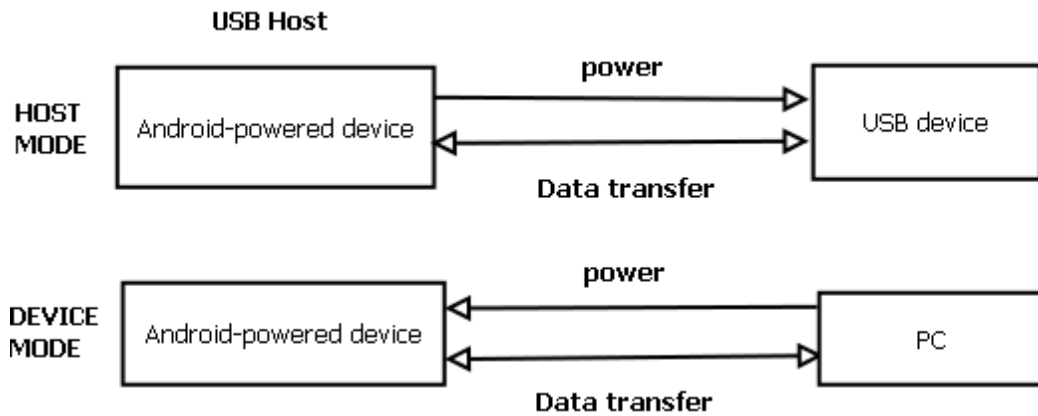 USB Host
power
HOST
MODE
Android-powered device
USB device
Data transfer
power
DEVICE
MODE
Android-powered device
PC
Data transfer